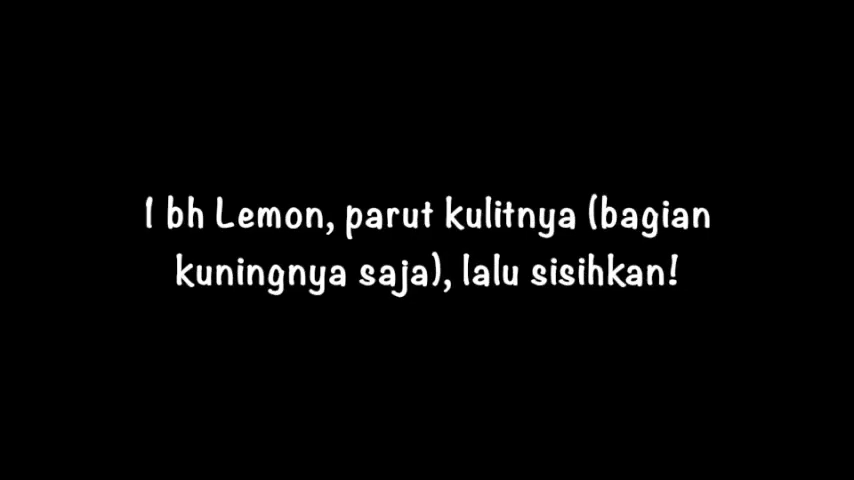 1 bh Lemon, parut kulitnya (bagian
kuningnya saja), lalu sisihkan!